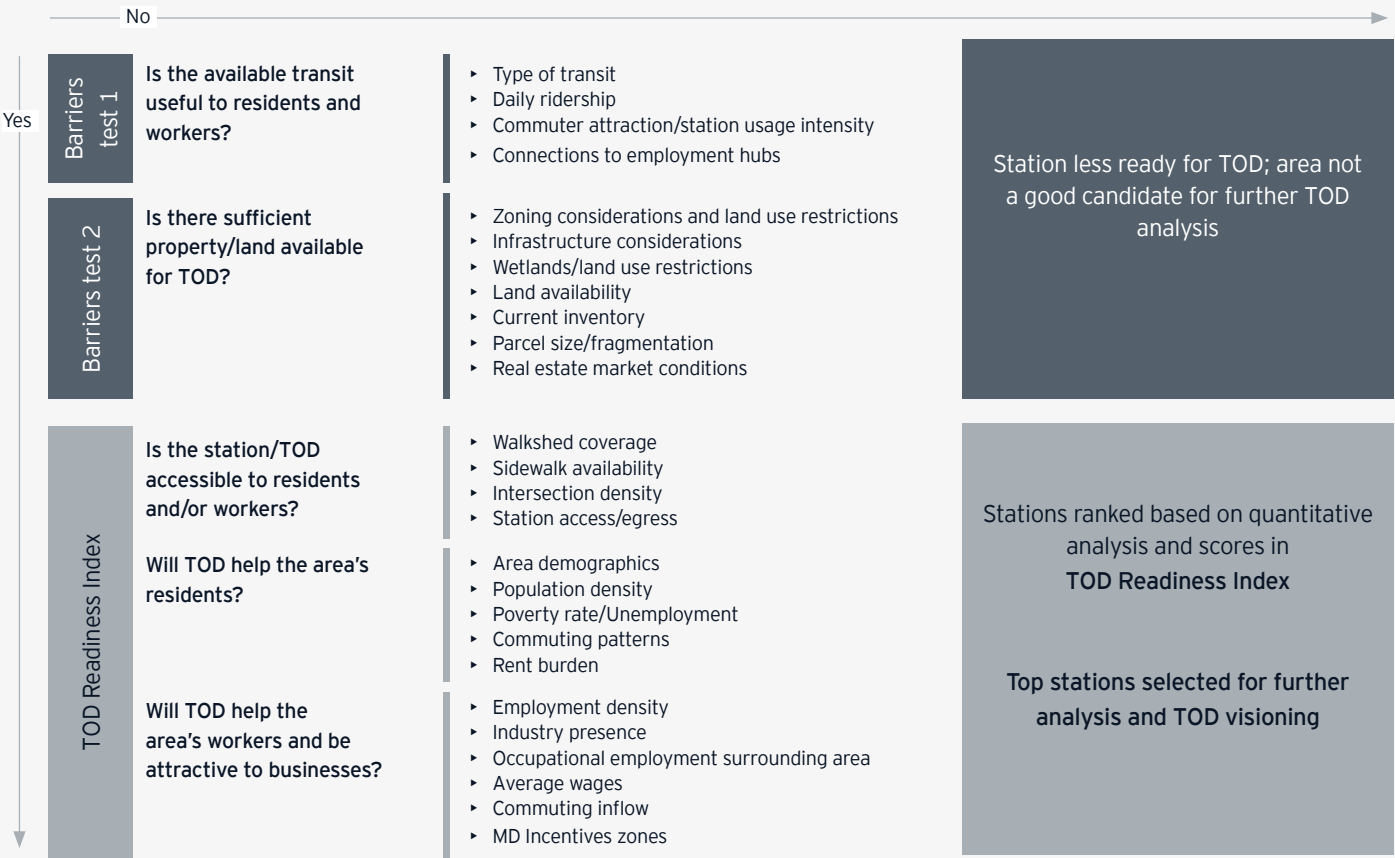 No
Yes
Barriers
test 1
Is the available transit
useful to residents and
workers?
‣ Type of transit
‣ Daily ridership
‣ Commuter attraction/station usage intensity
‣ Connections to employment hubs
Barriers test 2
Is there sufficient
property/land available
for TOD?
‣ Zoning considerations and land use restrictions
‣ Infrastructure considerations
‣ Wetlands/land use restrictions
‣ Land availability
‣ Current inventory
‣ Parcel size/fragmentation
‣ Real estate market conditions
Station less ready for TOD; area not
a good candidate for further TOD
analysis
TOD Readiness Index
Is the station/TOD
accessible to residents
and/or workers?
‣ Walkshed coverage
‣ Sidewalk availability
‣ Intersection density
‣ Station access/egress
Will TOD help the area's
residents?
‣ Area demographics
‣ Population density
‣ Poverty rate/Unemployment
‣ Commuting patterns
‣ Rent burden
Will TOD help the
area's workers and be
attractive to businesses?
‣ Employment density
‣ Industry presence
‣ Occupational employment surrounding area
‣ Average wages
‣ Commuting inflow
‣ MD Incentives zones
Stations ranked based on quantitative
analysis and scores in
TOD Readiness Index
Top stations selected for further
analysis and TOD visioning